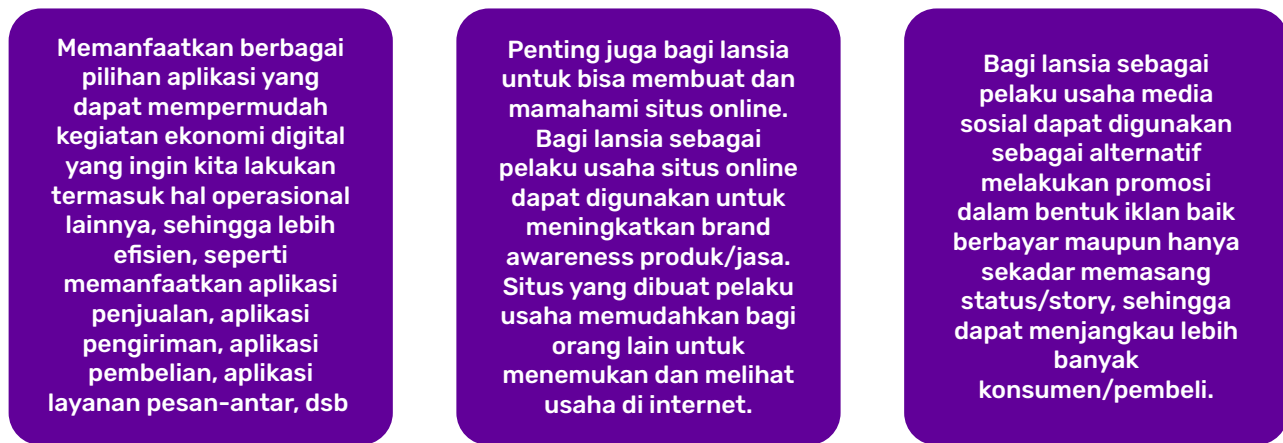 Memanfaatkan berbagai
pilihan aplikasi yang
dapat mempermudah
kegiatan ekonomi digital
yang ingin kita lakukan
termasuk hal operasional
lainnya, sehingga lebih
efisien, seperti
memanfaatkan aplikasi
penjualan, aplikasi
pengiriman, aplikasi
pembelian, aplikasi
layanan pesan-antar, dsb
Penting juga bagi lansia
untuk bisa membuat dan
mamahami situs online.
Bagi lansia sebagai
pelaku usaha situs online
dapat digunakan untuk
meningkatkan brand
awareness produk/jasa.
Situs yang dibuat pelaku
usaha memudahkan bagi
orang lain untuk
menemukan dan melihat
usaha di internet.
Bagi lansia sebagai
pelaku usaha media
sosial dapat digunakan
sebagai alternatif
melakukan promosi
dalam bentuk iklan baik
berbayar maupun hanya
sekadar memasang
status/story, sehingga
dapat menjangkau lebih
banyak
konsumen/pembeli.